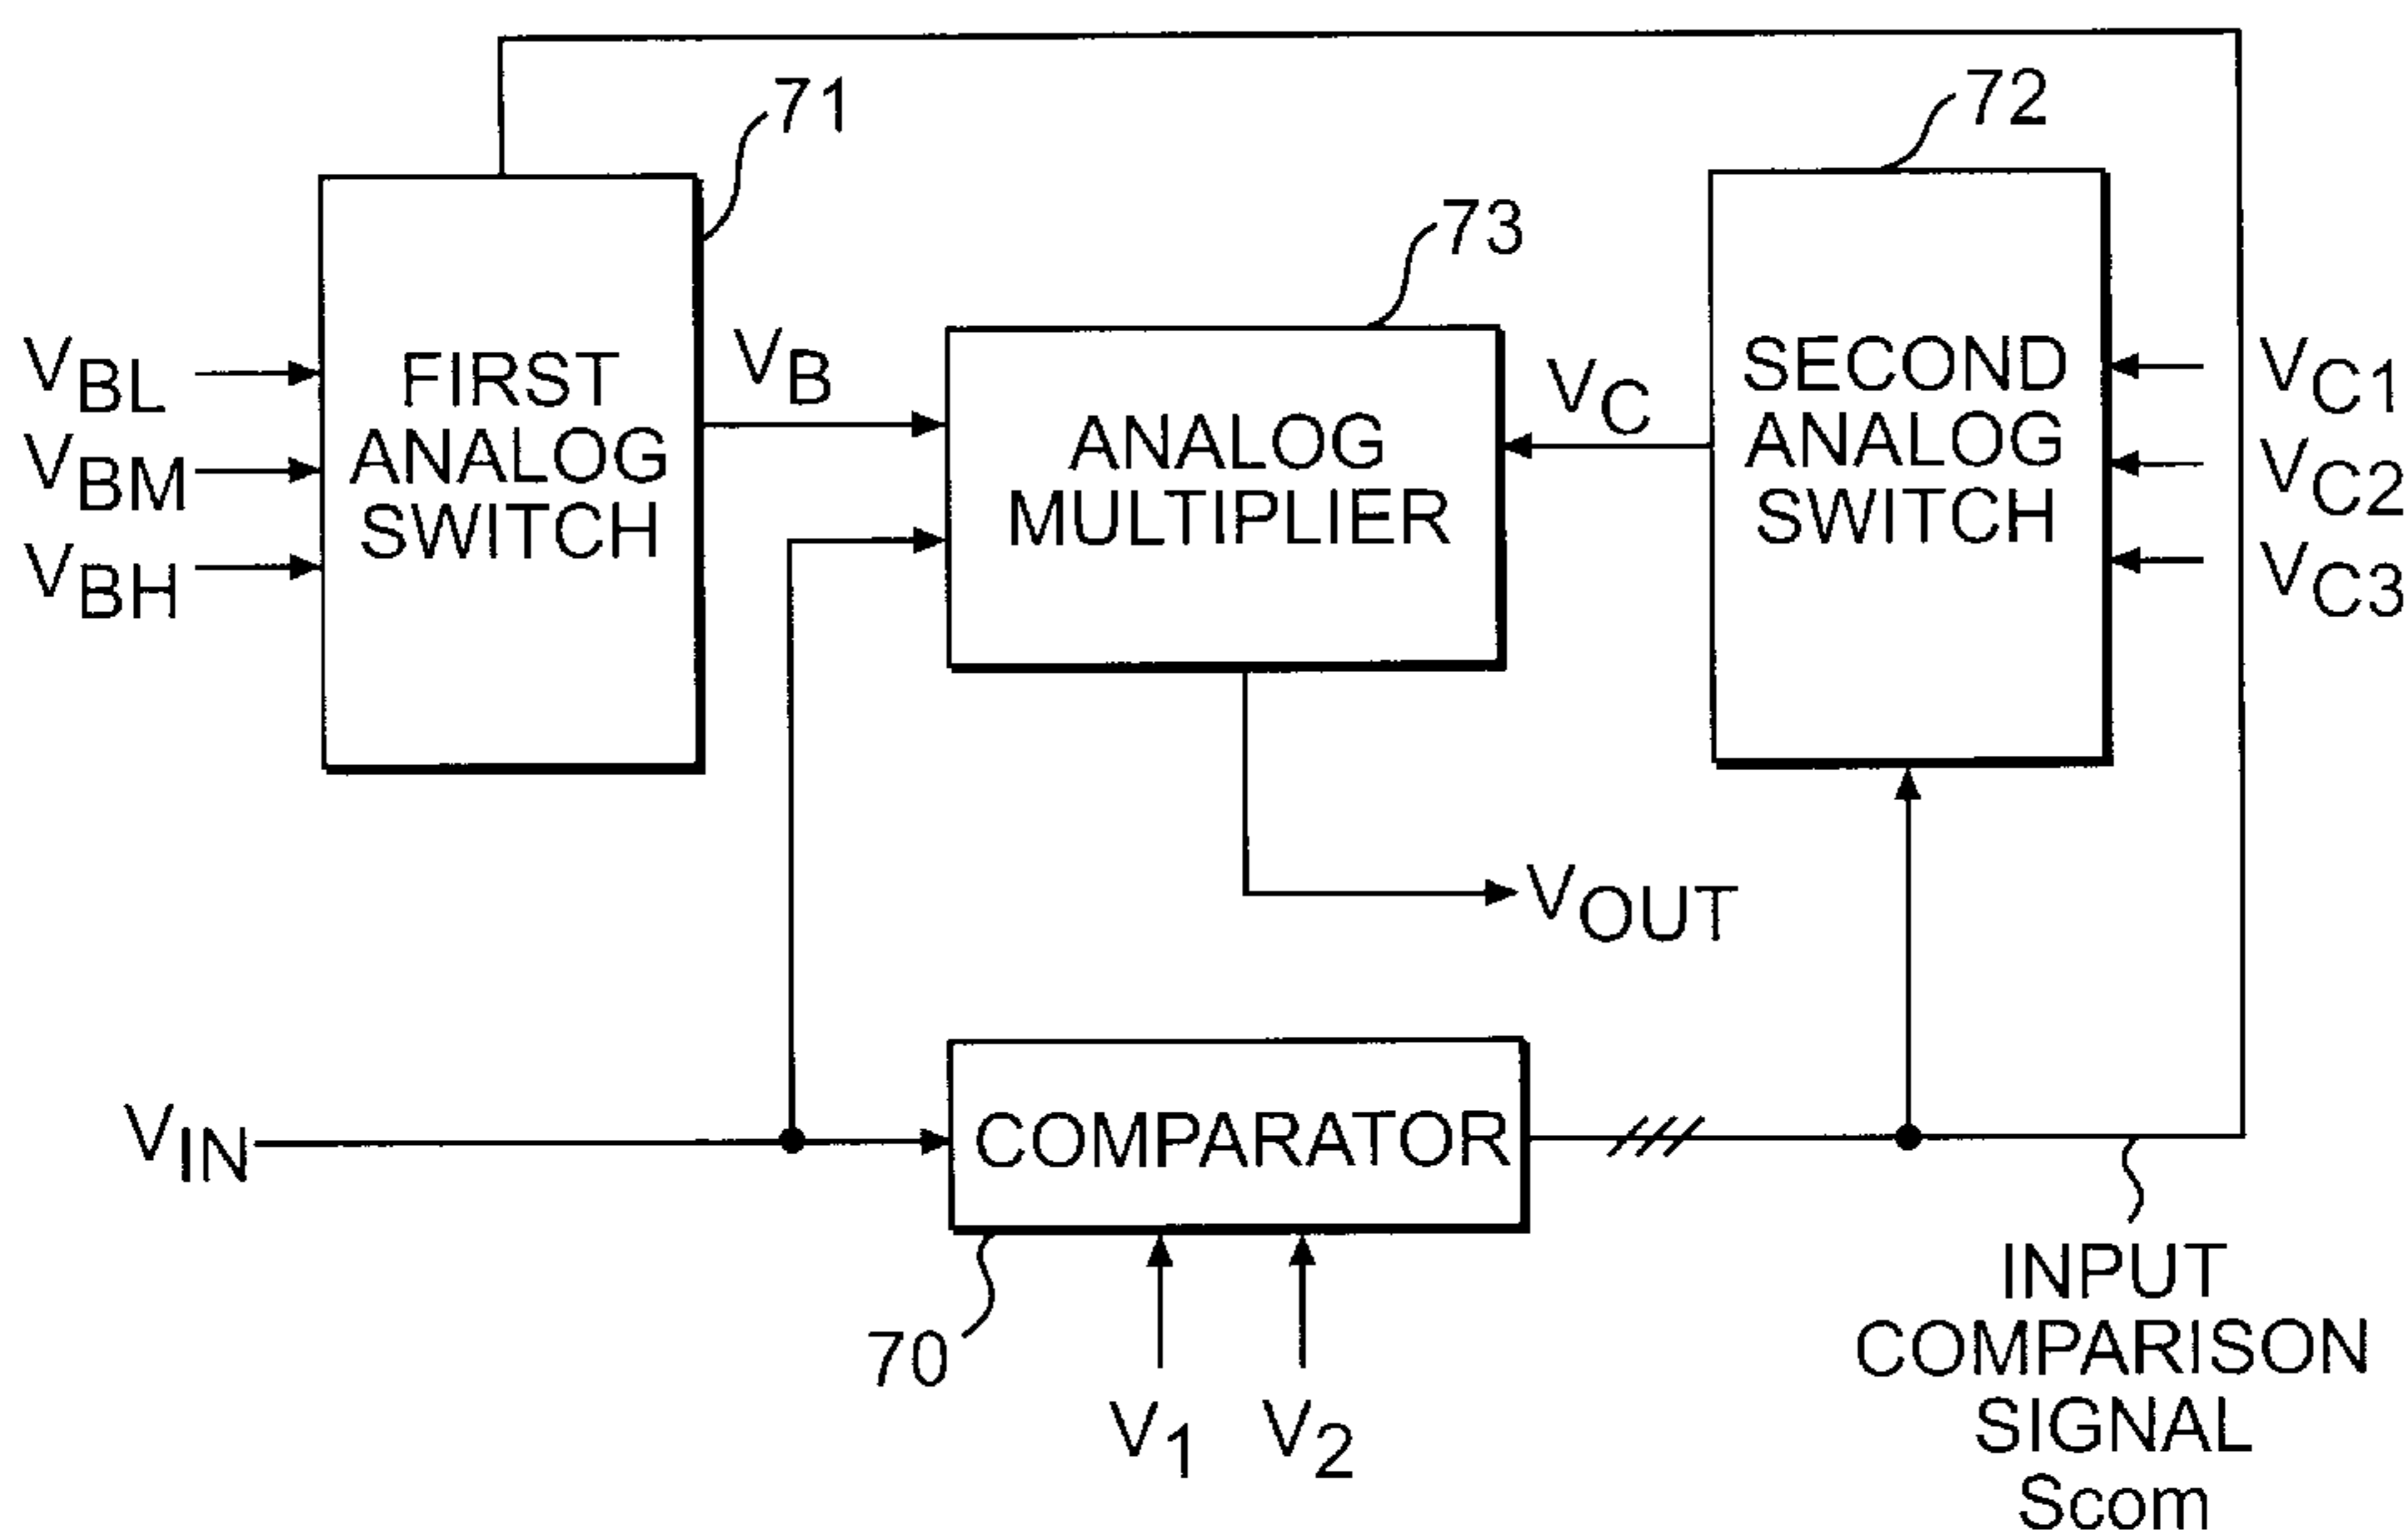 71
72
73
VBL
VBM
VBH
FIRST
ANALOG
SWITCH
VB
ANALOG
MULTIPLIER
VC
SECOND
ANALOG
SWITCH
VC1
VC2
VC3
VOUT
VIN
COMPARATOR
70
V1
V2
INPUT
COMPARISON
SIGNAL
Scom